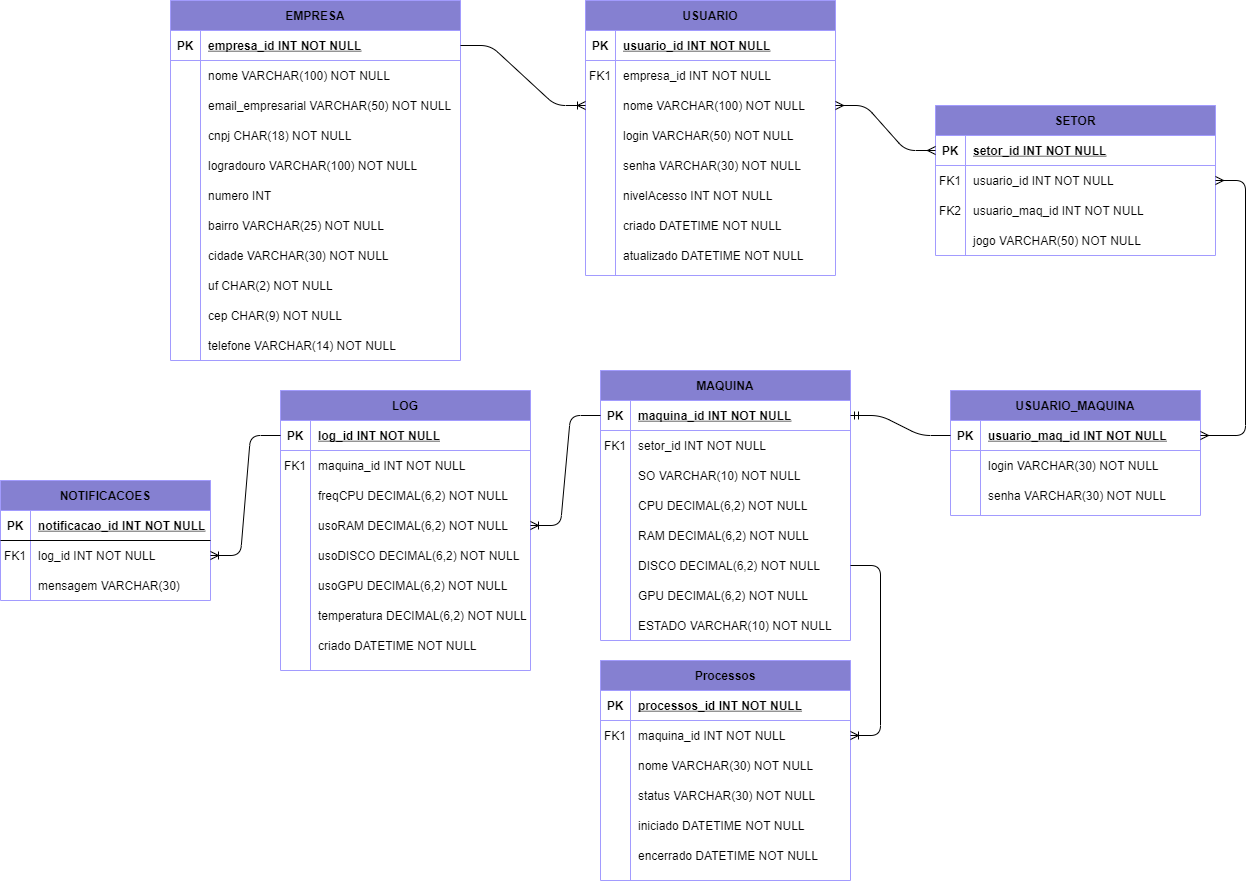 EMPRESA
PK empresa_id INT NOT NULL
nome VARCHAR(100) NOT NULL
email_empresarial VARCHAR(50) NOT NULL
cnpj CHAR(18) NOT NULL
logradouro VARCHAR(100) NOT NULL
numero INT
bairro VARCHAR(25) NOT NULL
cidade VARCHAR(30) NOT NULL
uf CHAR(2) NOT NULL
cep CHAR(9) NOT NULL
telefone VARCHAR(14) NOT NULL
USUARIO
PK usuario_id INT NOT NULL
FK1 empresa_id INT NOT NULL
nome VARCHAR(100) NOT NULL
login VARCHAR(50) NOT NULL
senha VARCHAR(30) NOT NULL
nivelAcesso INT NOT NULL
criado DATETIME NOT NULL
atualizado DATETIME NOT NULL
SETOR
PK setor_id INT NOT NULL
FK1 usuario_id INT NOT NULL
FK2 usuario_maq_id INT NOT NULL
jogo VARCHAR(50) NOT NULL
NOTIFICACOES
PK notificacao_id INT NOT NULL
FK1 log_id INT NOT NULL
mensagem VARCHAR(30)
LOG
PK log_id INT NOT NULL
FK1 maquina_id INT NOT NULL
freqCPU DECIMAL(6,2) NOT NULL
usoRAM DECIMAL(6,2) NOT NULL
usoDISCO DECIMAL(6,2) NOT NULL
usoGPU DECIMAL(6,2) NOT NULL
temperatura DECIMAL(6,2) NOT NULL
criado DATETIME NOT NULL
MAQUINA
PK maquina_id INT NOT NULL
FK1 setor_id INT NOT NULL
SO VARCHAR(10) NOT NULL
CPU DECIMAL(6,2) NOT NULL
RAM DECIMAL(6,2) NOT NULL
DISCO DECIMAL(6,2) NOT NULL
GPU DECIMAL(6,2) NOT NULL
ESTADO VARCHAR(10) NOT NULL
USUARIO_MAQUINA
PK usuario_maq_id INT NOT NULL
login VARCHAR(30) NOT NULL
senha VARCHAR(30) NOT NULL
Processos
PK processos_id INT NOT NULL
FK1 maquina_id INT NOT NULL
nome VARCHAR(30) NOT NULL
status VARCHAR(30) NOT NULL
iniciado DATETIME NOT NULL
encerrado DATETIME NOT NULL